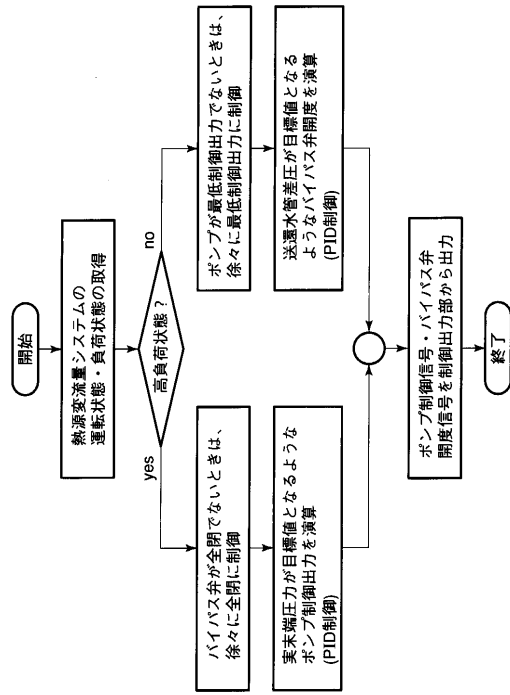 開始
熱源変流量システムの
運転状態・負荷状態の取得
高負荷状態？
yes
no
バイパス弁が全閉でないときは、
徐々に全閉に制御
実末端圧力が目標値となるような
ポンプ制御出力を演算
(PID制御)
ポンプが最低制御出力でないときは、
徐々に最低制御出力に制御
送還水管差圧が目標値となる
ようなバイパス弁開度を演算
(PID制御)
ポンプ制御信号・バイパス弁
開度信号を制御出力部から出力
終了